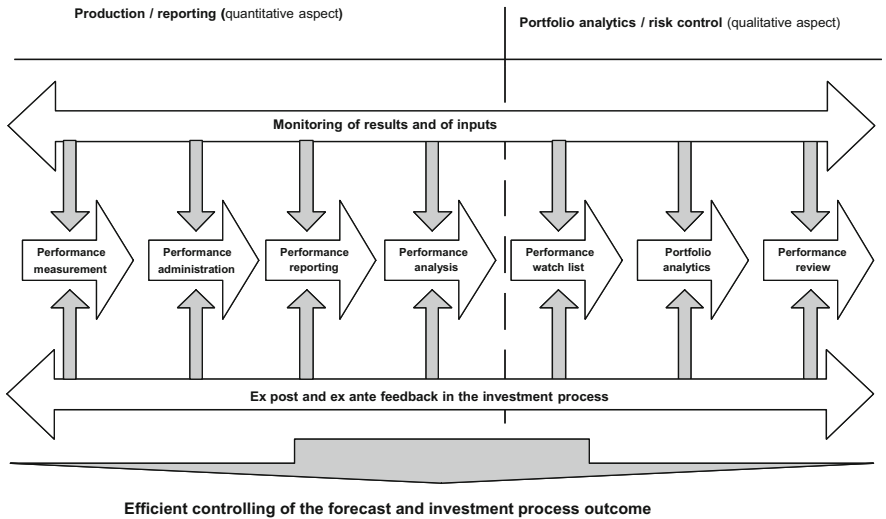 Production / reporting (quantitative aspect)
Portfolio analytics / risk control (qualitative aspect)
Monitoring of results and of inputs
Performance
measurement
Performance
administration
Performance
reporting
Performance
analysis
Performance
watch list
Portfolio
analytics
Performance
review
Ex post and ex ante feedback in the investment process
Efficient controlling of the forecast and investment process outcome